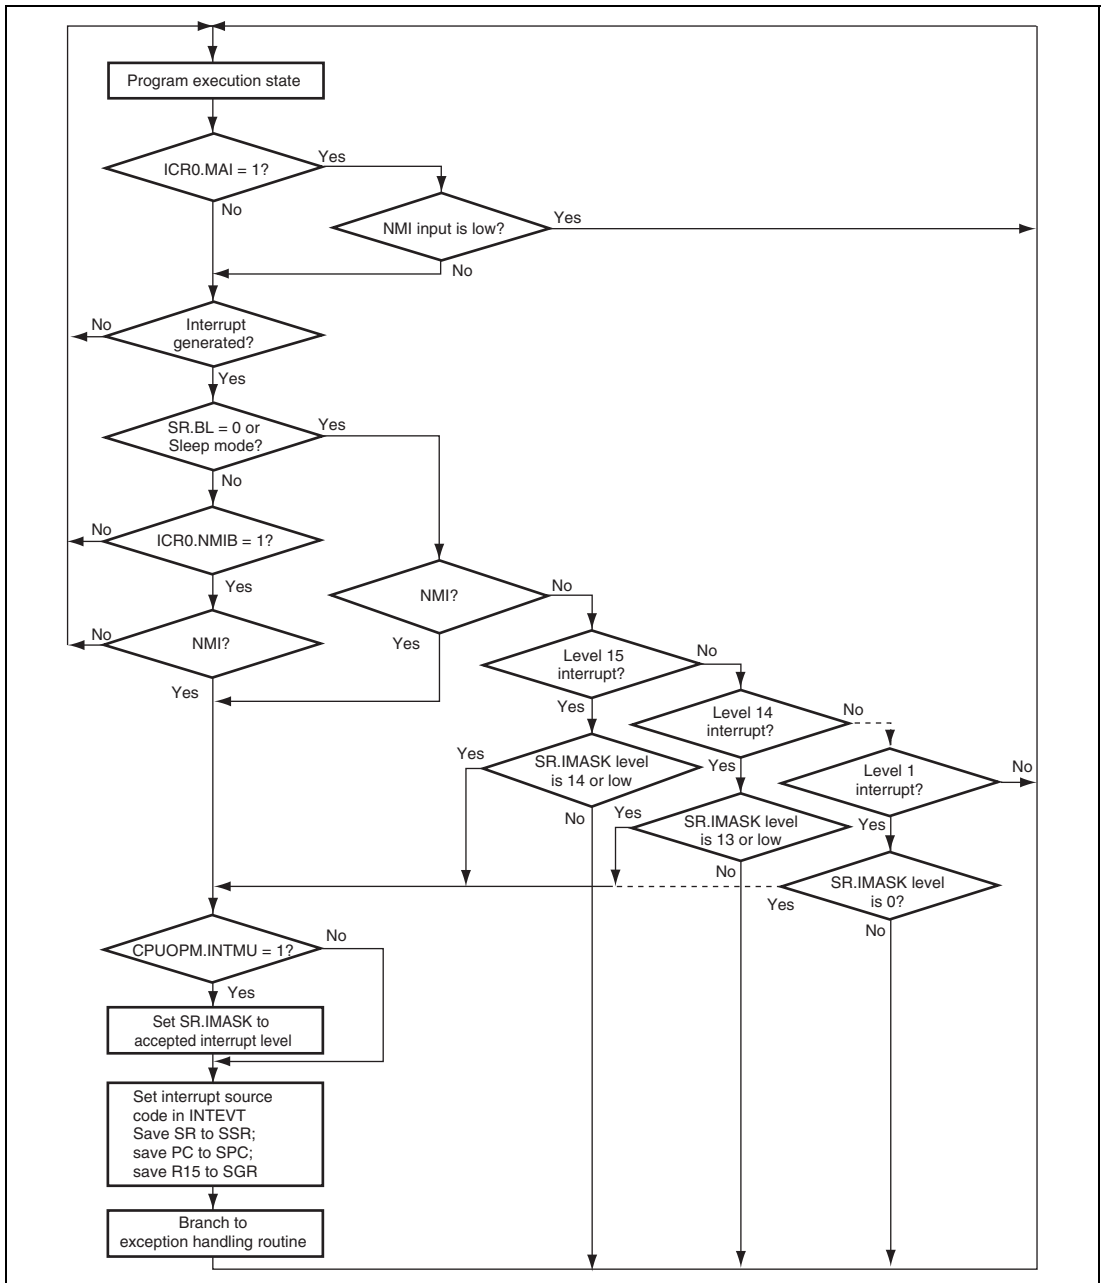 Program execution state
ICR0.MAI = 1?
Yes
No
NMI input is low?
Yes
No
Interrupt
generated?
No
Yes
SR.BL = 0 or
Sleep mode?
Yes
No
ICR0.NMIB = 1?
No
Yes
NMI?
No
Yes
NMI?
No
Yes
Level 15
interrupt?
No
Yes
Level 14
interrupt?
No
Yes
Level 1
interrupt?
No
Yes
SR.IMASK level
is 14 or low
Yes
No
SR.IMASK level
is 13 or low
Yes
No
SR.IMASK level
is 0?
Yes
No
CPUOPM.INTMU = 1?
No
Yes
Set SR.IMASK to
accepted interrupt level
Set interrupt source
code in INTEVT
Save SR to SSR;
save PC to SPC;
save R15 to SGR
Branch to
exception handling routine